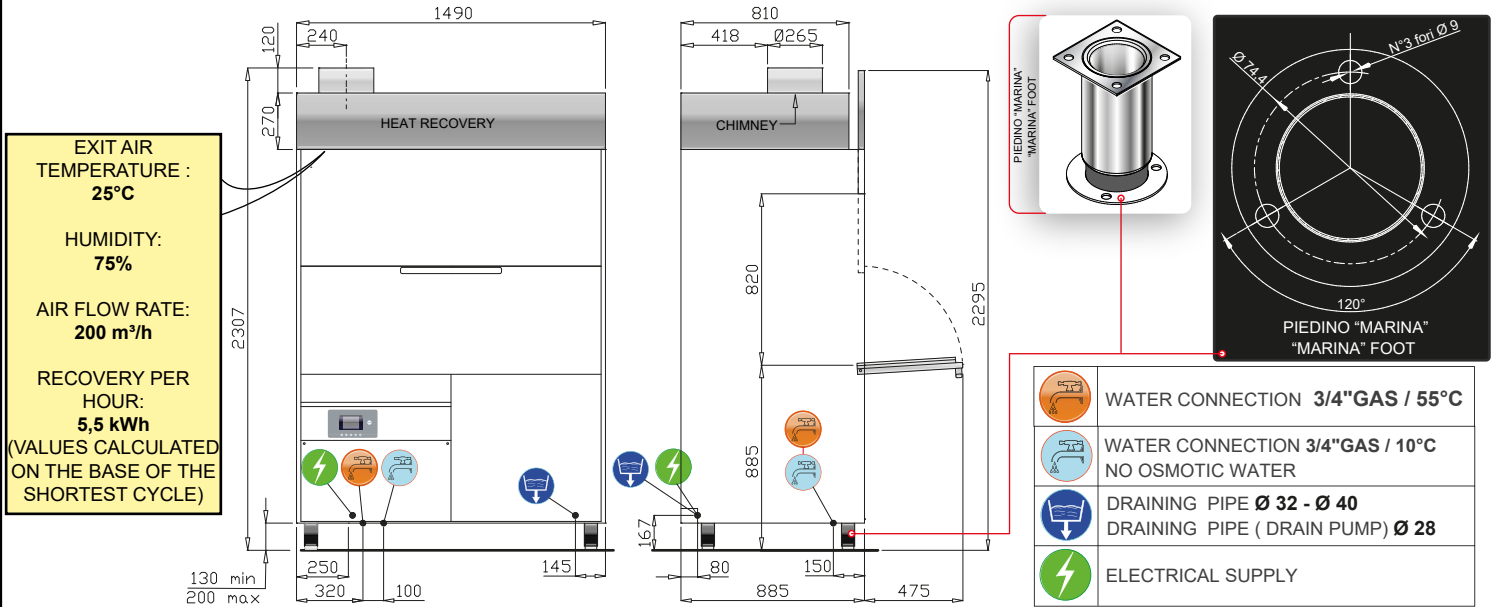 EXIT AIR
TEMPERATURE :
25°C
HUMIDITY:
75%
AIR FLOW RATE:
200 m³/h
RECOVERY PER
HOUR:
5,5 kWh
(VALUES CALCULATED
ON THE BASE OF THE
SHORTEST CYCLE)
1490
240
120
270
HEAT RECOVERY
2307
130 min
200 max
250
320
100
145
810
418
Ø265
CHIMNEY
820
885
2295
167
80
150
885
475
PIEDINO "MARINA"
"MARINA" FOOT
N°3 fori Ø 9
Ø 74,4
120°
PIEDINO “MARINA”
“MARINA” FOOT
WATER CONNECTION 3/4"GAS / 55°C
WATER CONNECTION 3/4"GAS / 10°C
NO OSMOTIC WATER
DRAINING PIPE Ø 32 - Ø 40
DRAINING PIPE ( DRAIN PUMP) Ø 28
ELECTRICAL SUPPLY